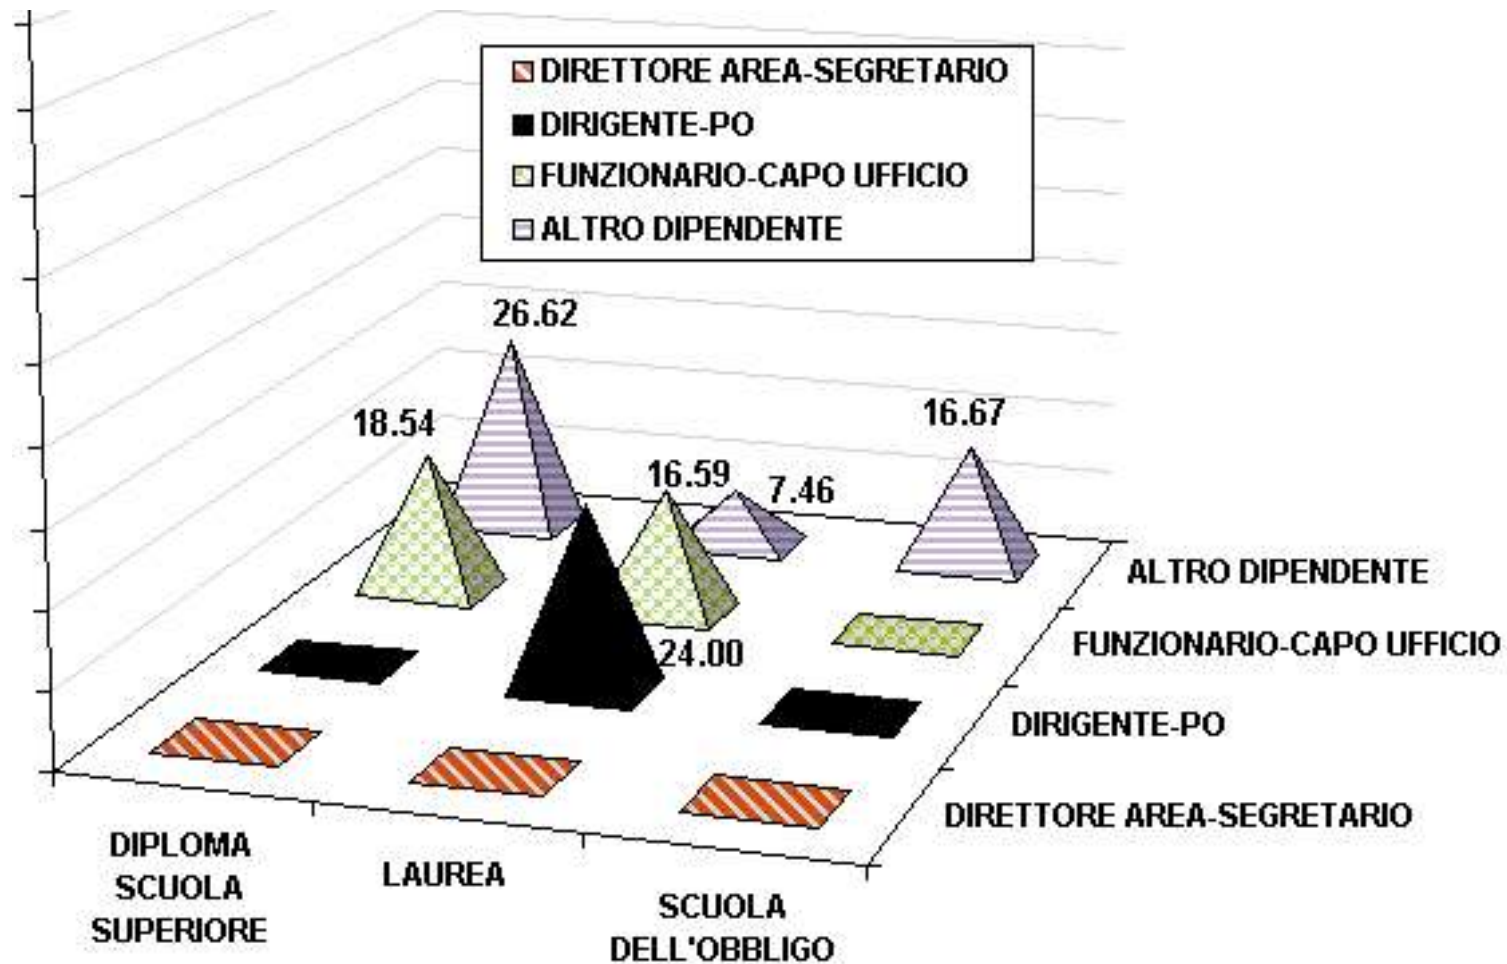 DIRETTORE AREA-SEGRETARIO
DIRIGENTE-PO
FUNZIONARIO-CAPO UFFICIO
ALTRO DIPENDENTE
26.62
18.54
16.67
16.59
7.46
24.00
ALTRO DIPENDENTE
FUNZIONARIO-CAPO UFFICIO
DIRIGENTE-PO
DIRETTORE AREA-SEGRETARIO
DIPLOMA
SCUOLA
SUPERIORE
LAUREA
SCUOLA
DELL'OBBLIGO